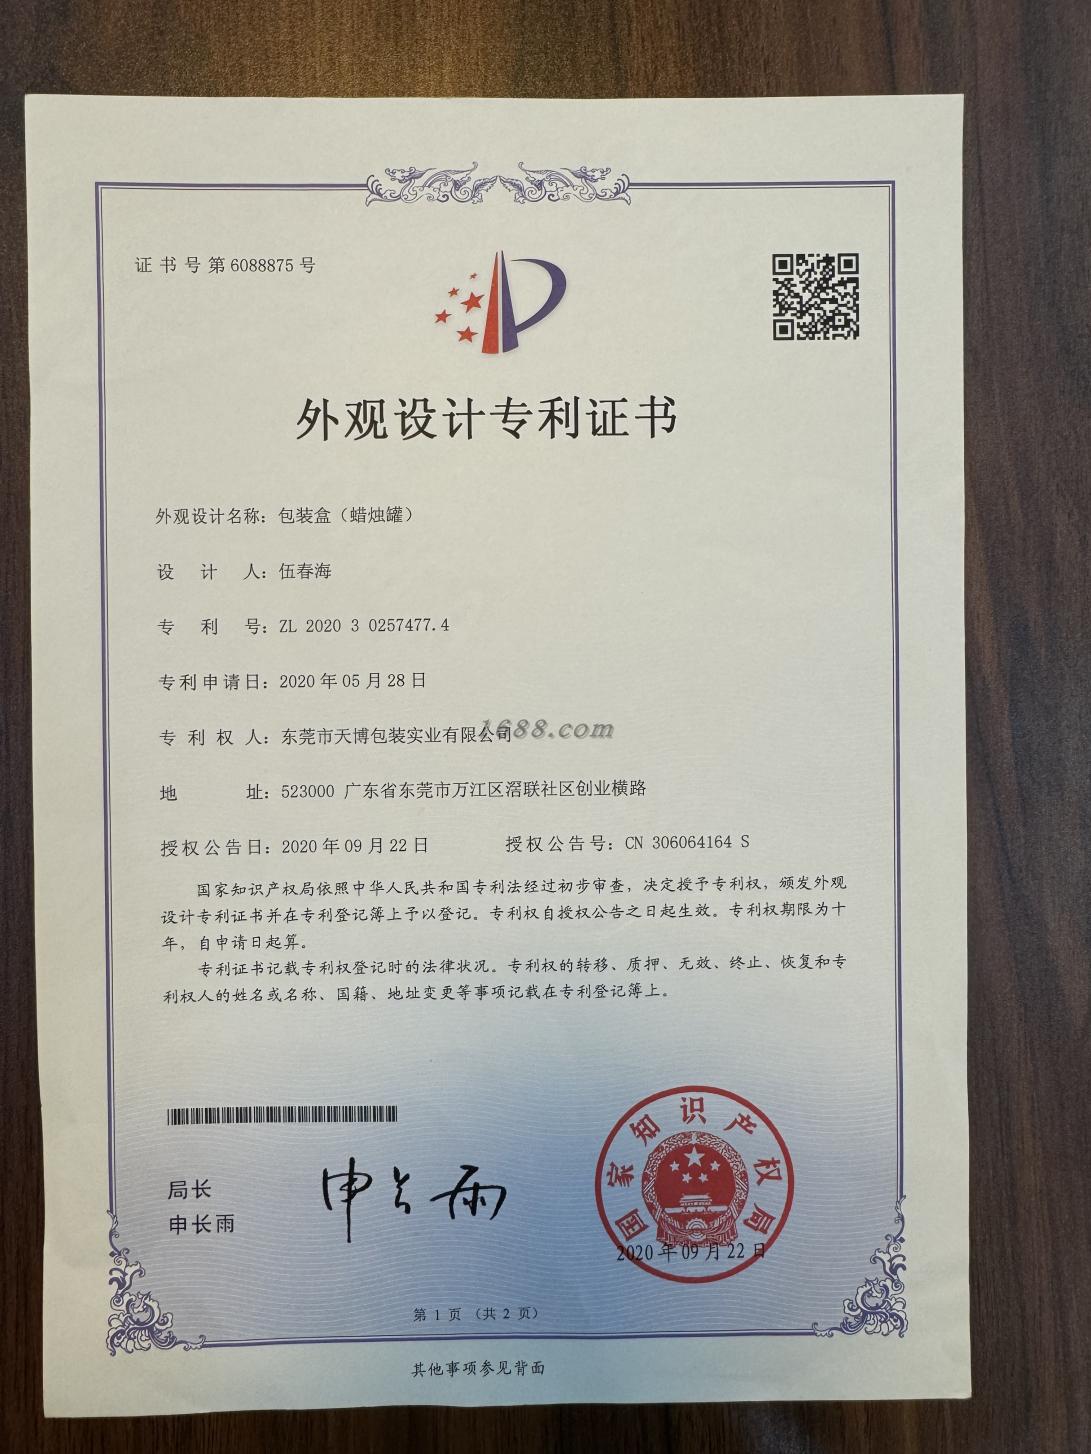 证书号第6088875号
外观设计专利证书
外观设计名称：包装盒（蜡烛罐）
设计人：伍春海
专利号：ZL 2020 3 0257477.4
专利申请日：2020年05月28日
专利权人：东莞市天博包装实业有限公司
1688.com
地址：523000 广东省东莞市万江区滘联社区创业横路
授权公告日：2020年09月22日 授权公告号：CN 306064164 S
国家知识产权局依照中华人民共和国专利法经过初步审查，决定授予专利权，颁发外观
设计专利证书并在专利登记簿上予以登记。专利权自授权公告之日起生效。专利权期限为十
年，自申请日起算。
专利证书记载专利权登记时的法律状况。专利权的转移、质押、无效、终止、恢复和专
利权人的姓名或名称、国籍、地址变更等事项记载在专利登记簿上。
局长
申长雨
申长雨
国家知识产权局
2020年09月22日
第 1 页 （共 2 页）
其他事项参见背面